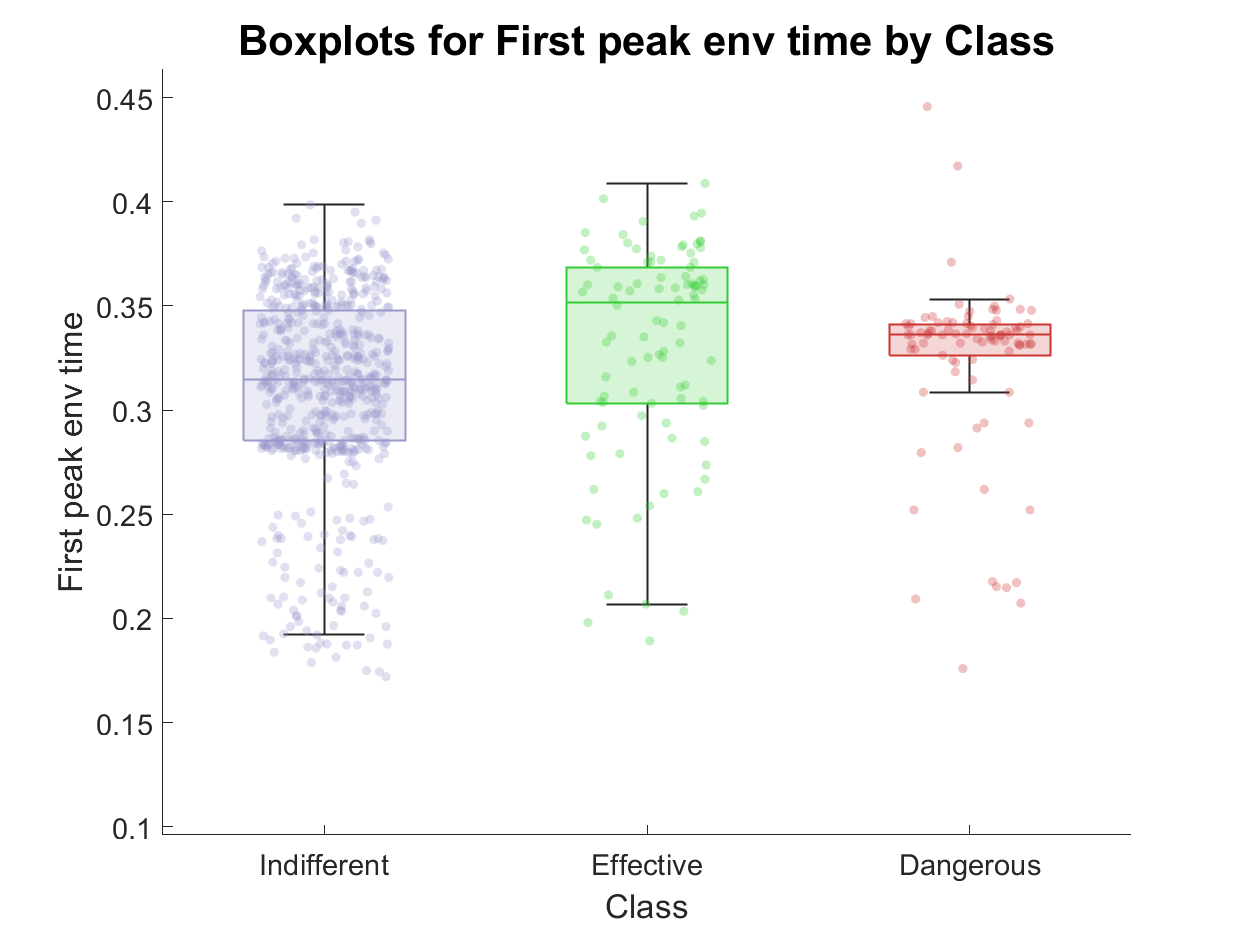 Boxplots for First peak env time by Class
First peak env time
0.45
0.4
0.35
0.3
0.25
0.2
0.15
0.1
Indifferent
Effective
Dangerous
Class